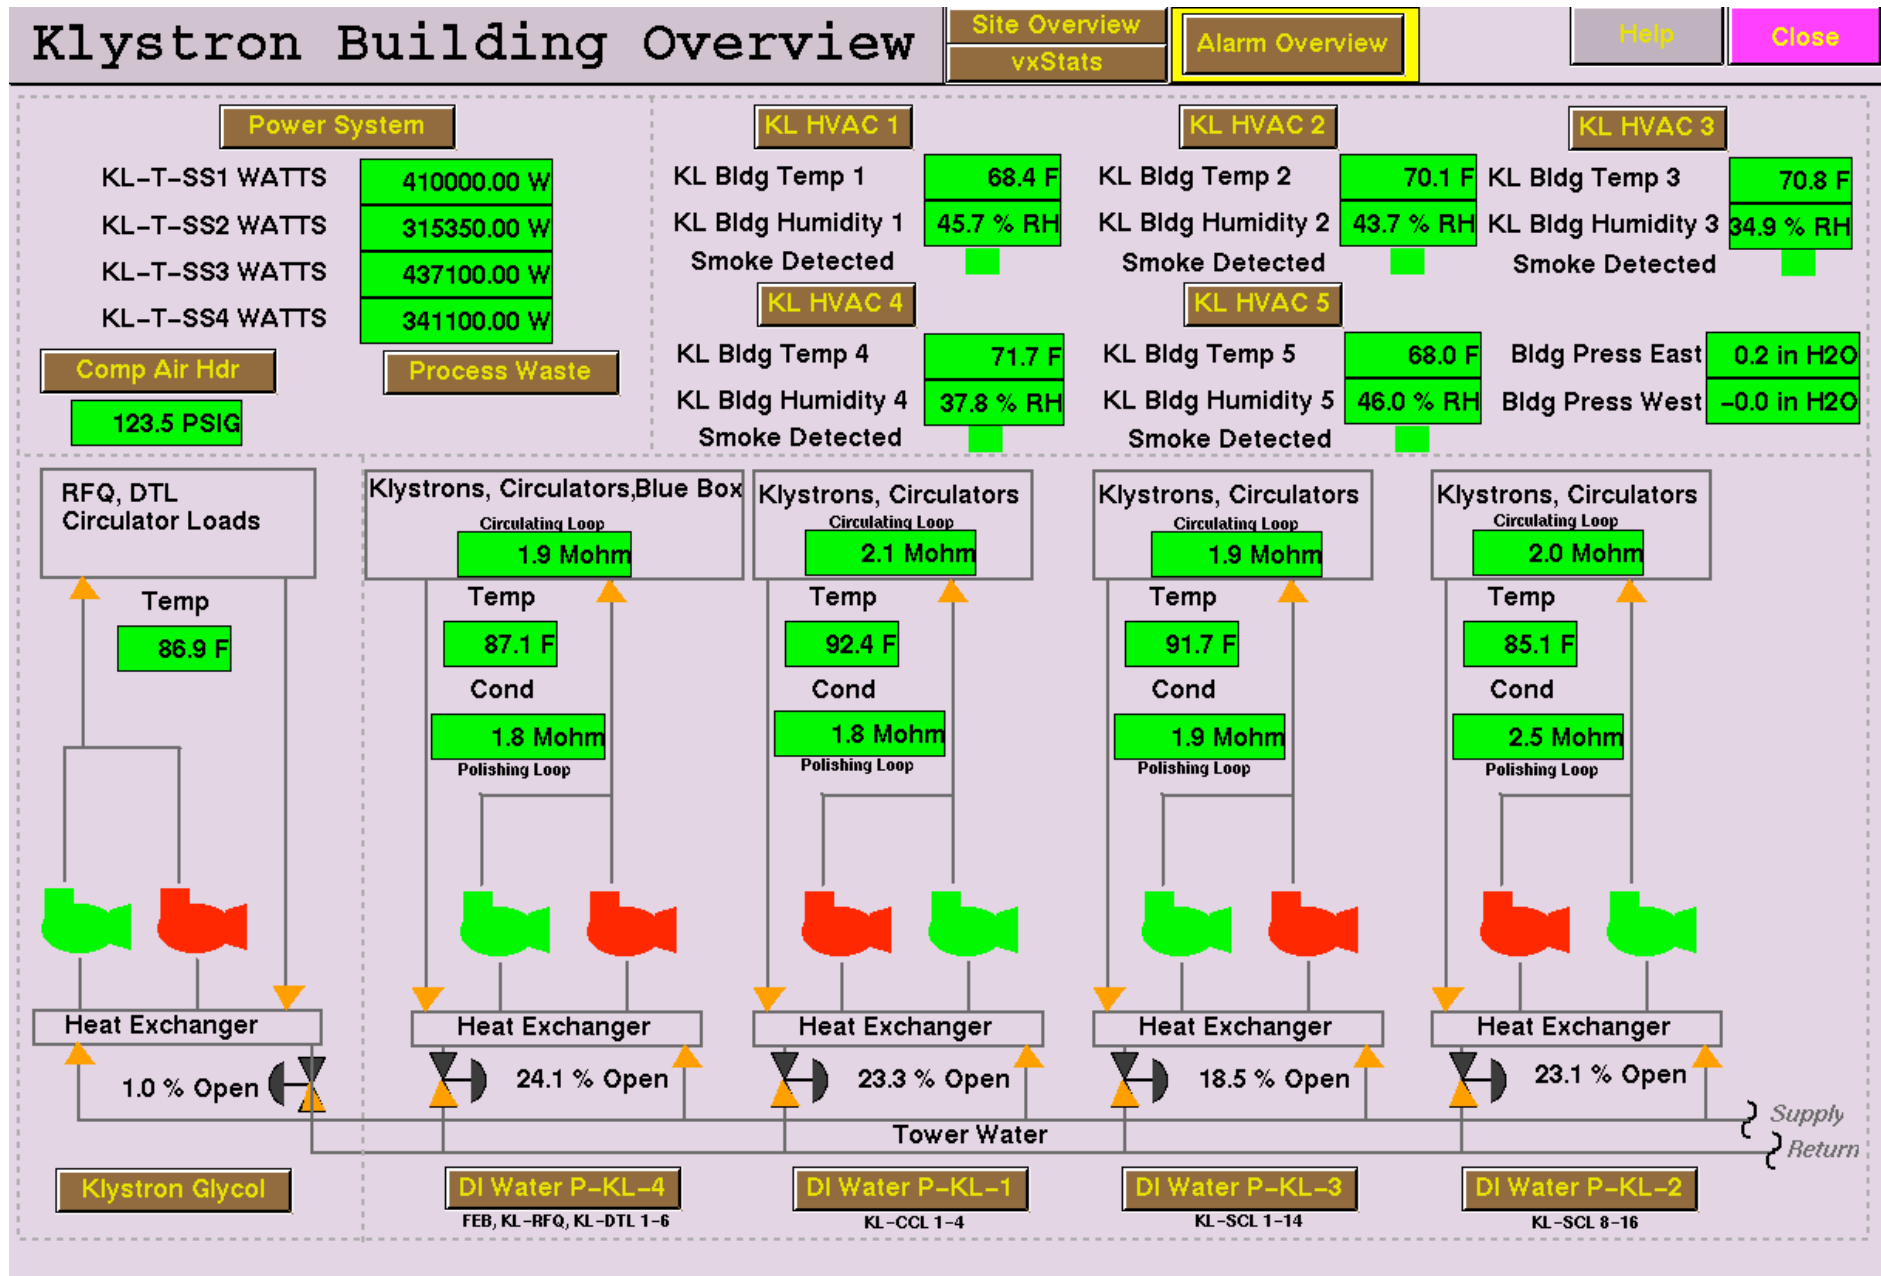 Klystron Building Overview
Site Overview
vxStats
Alarm Overview
Help
Close
Power System
KL-T-SS1 WATTS 410000.00 W
KL-T-SS2 WATTS 315350.00 W
KL-T-SS3 WATTS 437100.00 W
KL-T-SS4 WATTS 341100.00 W
Comp Air Hdr
Process Waste
123.5 PSIG
KL HVAC 1
KL Bldg Temp 1 68.4 F
KL Bldg Humidity 1 45.7 % RH
Smoke Detected
KL HVAC 2
KL Bldg Temp 2 70.1 F
KL Bldg Humidity 2 43.7 % RH
Smoke Detected
KL HVAC 3
KL Bldg Temp 3 70.8 F
KL Bldg Humidity 3 34.9 % RH
Smoke Detected
KL HVAC 4
KL Bldg Temp 4 71.7 F
KL Bldg Humidity 4 37.8 % RH
Smoke Detected
KL HVAC 5
KL Bldg Temp 5 68.0 F
KL Bldg Humidity 5 46.0 % RH
Smoke Detected
Bldg Press East 0.2 in H2O
Bldg Press West -0.0 in H2O
RFQ, DTL
Circulator Loads
Temp
86.9 F
Heat Exchanger
1.0 % Open
Klystron Glycol
Klystrons, Circulators,Blue Box
Circulating Loop
1.9 Mohm
Temp
87.1 F
Cond
1.8 Mohm
Polishing Loop
Heat Exchanger
24.1 % Open
DI Water P-KL-4
FEB, KL-RFQ, KL-DTL 1-6
Klystrons, Circulators
Circulating Loop
2.1 Mohm
Temp
92.4 F
Cond
1.8 Mohm
Polishing Loop
Heat Exchanger
23.3 % Open
DI Water P-KL-1
KL-CCL 1-4
Klystrons, Circulators
Circulating Loop
1.9 Mohm
Temp
91.7 F
Cond
1.9 Mohm
Polishing Loop
Heat Exchanger
18.5 % Open
DI Water P-KL-3
KL-SCL 1-14
Klystrons, Circulators
Circulating Loop
2.0 Mohm
Temp
85.1 F
Cond
2.5 Mohm
Polishing Loop
Heat Exchanger
23.1 % Open
DI Water P-KL-2
KL-SCL 8-16
Tower Water
Supply
Return